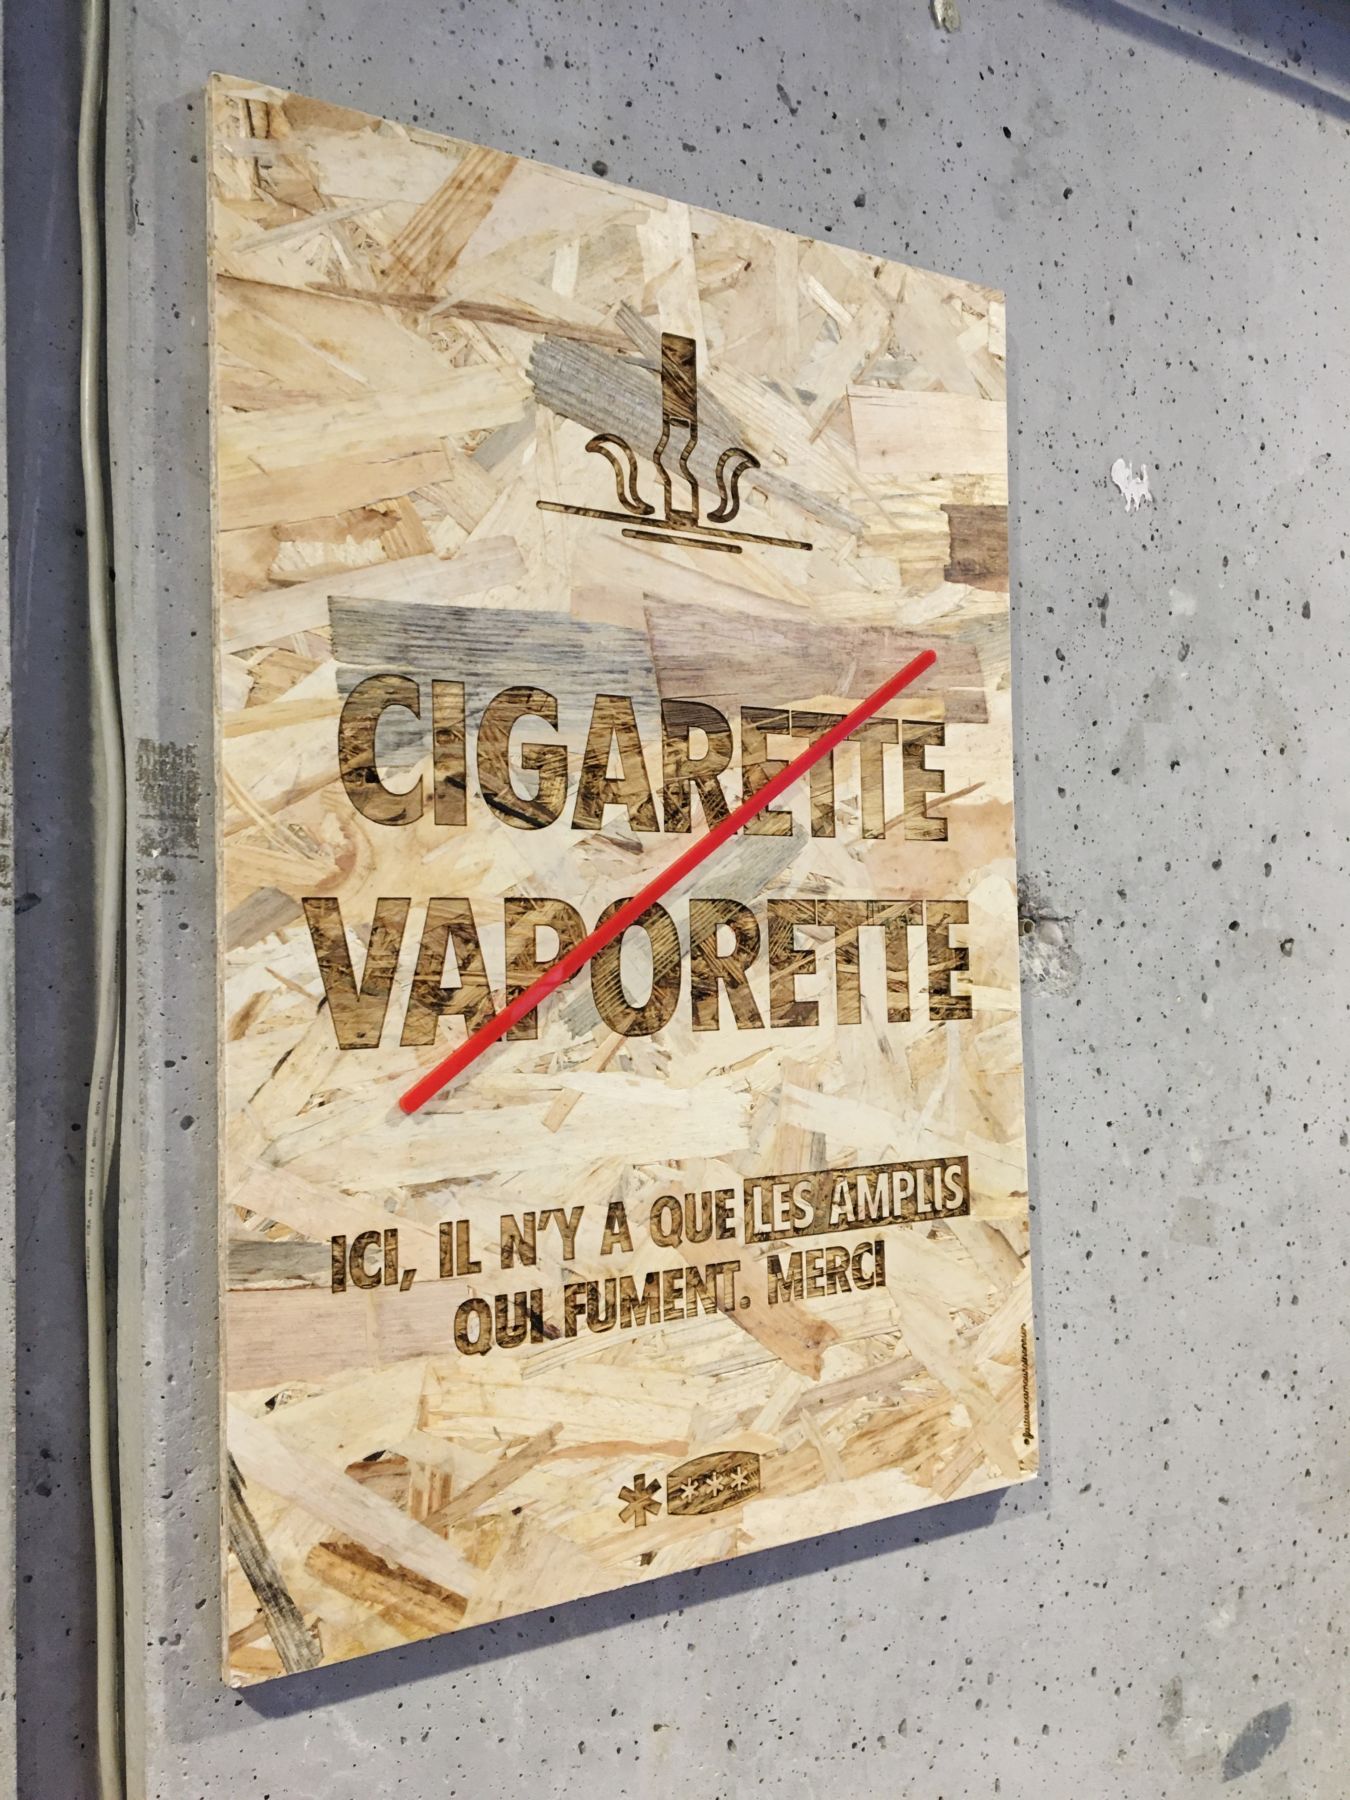 CIGARETTE
VAPORETTE
ICI, IL N'Y A QUE LES AMPLIS
QUI FUMENT. MERCI
* ***